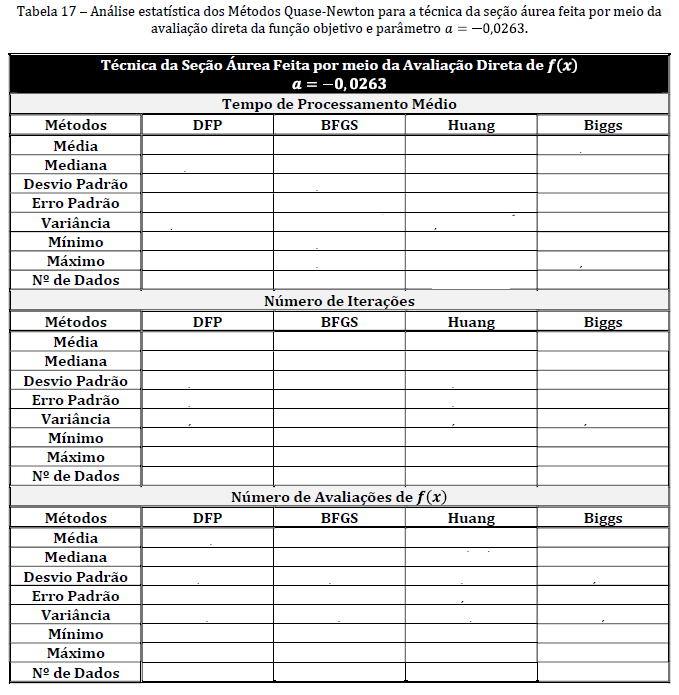 Tabela 17 – Análise estatística dos Métodos Quase-Newton para a técnica da seção áurea feita por meio da
avaliação direta da função objetivo e parâmetro a = −0,0263.
Técnica da Seção Áurea Feita por meio da Avaliação Direta de f(x)
a = −0,0263
Tempo de Processamento Médio
Métodos DFP BFGS Huang Biggs
Média
Mediana
Desvio Padrão
Erro Padrão
Variância
Mínimo
Máximo
Nº de Dados
Número de Iterações
Métodos DFP BFGS Huang Biggs
Média
Mediana
Desvio Padrão
Erro Padrão
Variância
Mínimo
Máximo
Nº de Dados
Número de Avaliações de f(x)
Métodos DFP BFGS Huang Biggs
Média
Mediana
Desvio Padrão
Erro Padrão
Variância
Mínimo
Máximo
Nº de Dados